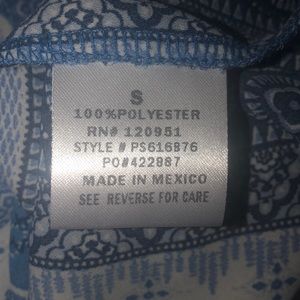 S
100%POLYESTER
RN# 120951
STYLE # PS616876
PO#422887
MADE IN MEXICO
SEE REVERSE FOR CARE